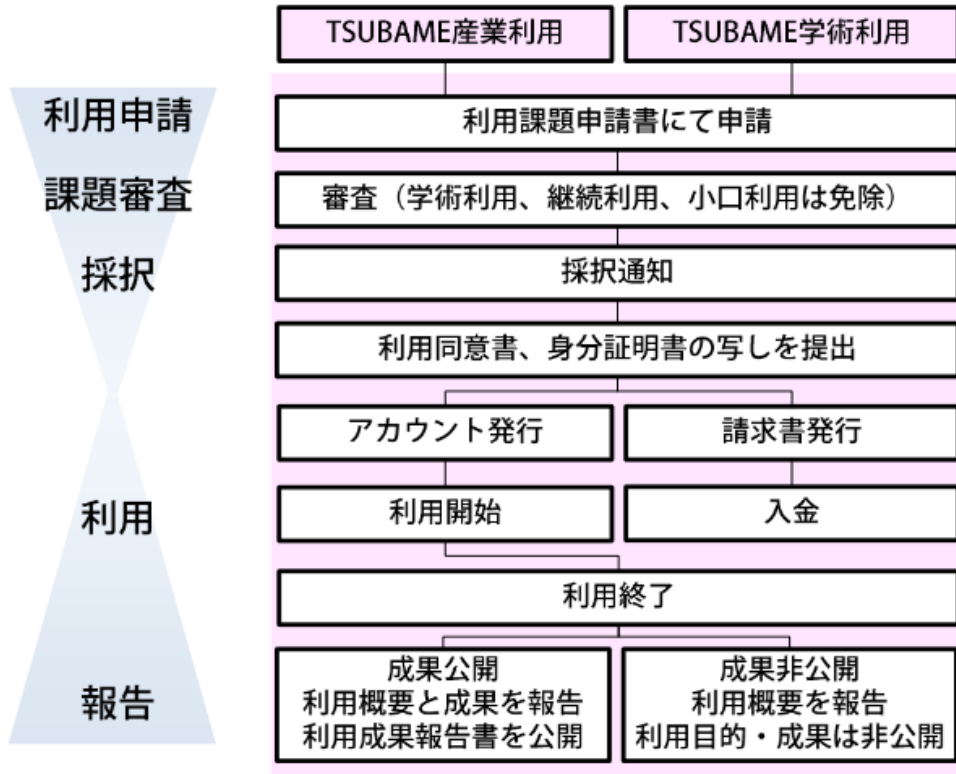 TSUBAME産業利用
TSUBAME学術利用
利用申請
利用課題申請書にて申請
課題審査
審査（学術利用、継続利用、小口利用は免除）
採択
採択通知
利用同意書、身分証明書の写しを提出
アカウント発行
請求書発行
利用
利用開始
入金
利用終了
報告
成果公開
利用概要と成果を報告
利用成果報告書を公開
成果非公開
利用概要を報告
利用目的・成果は非公開